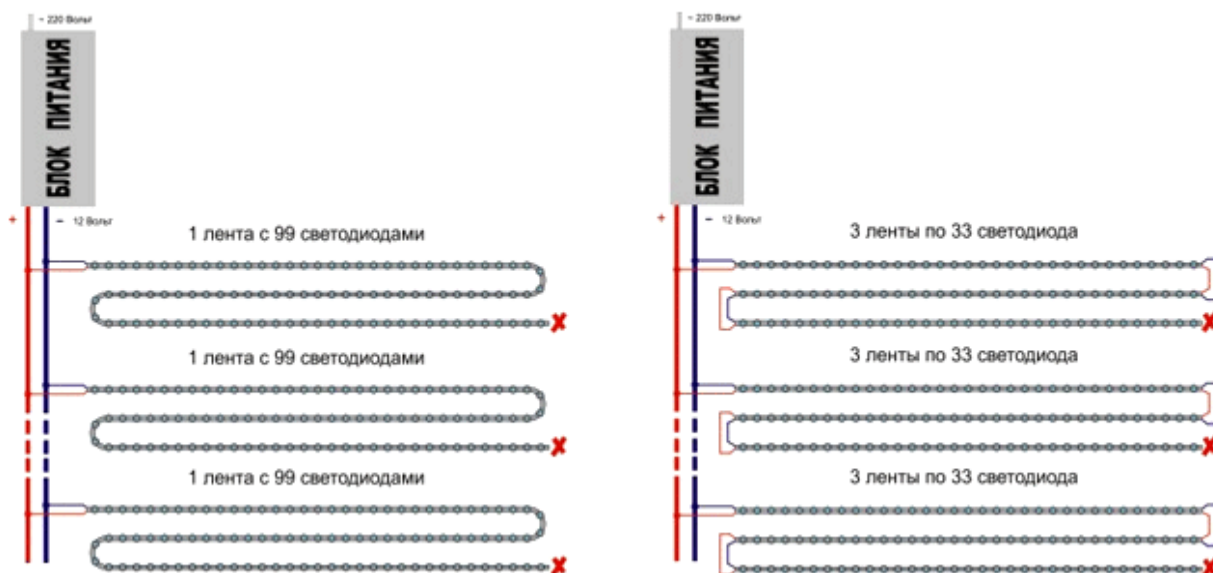 ~ 220 Вольт
БЛОК ПИТАНИЯ
+
− 12 Вольт
1 лента с 99 светодиодами
1 лента с 99 светодиодами
1 лента с 99 светодиодами
~ 220 Вольт
БЛОК ПИТАНИЯ
+
− 12 Вольт
3 ленты по 33 светодиода
3 ленты по 33 светодиода
3 ленты по 33 светодиода